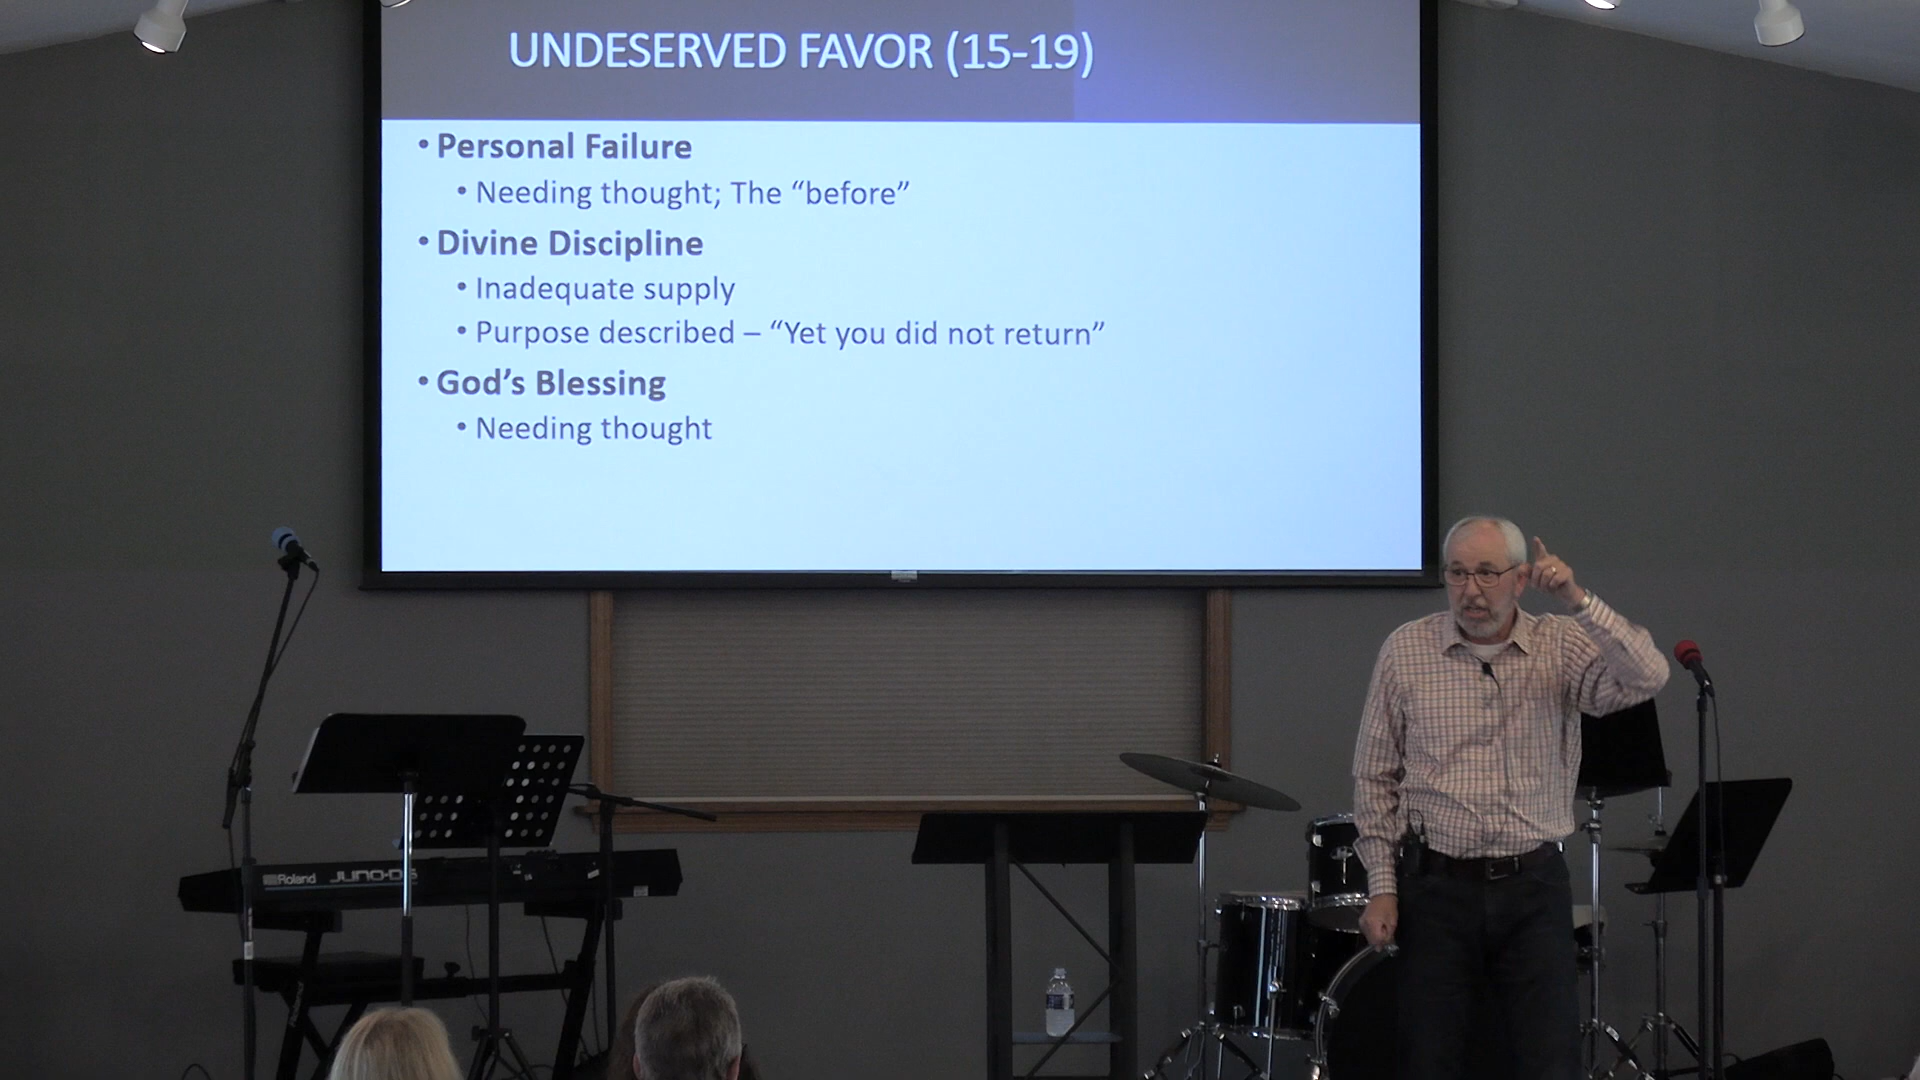 UNDESERVED FAVOR (15-19)
• Personal Failure
• Needing thought; The “before”
• Divine Discipline
• Inadequate supply
• Purpose described – “Yet you did not return”
• God’s Blessing
• Needing thought
Roland JUNO-DS